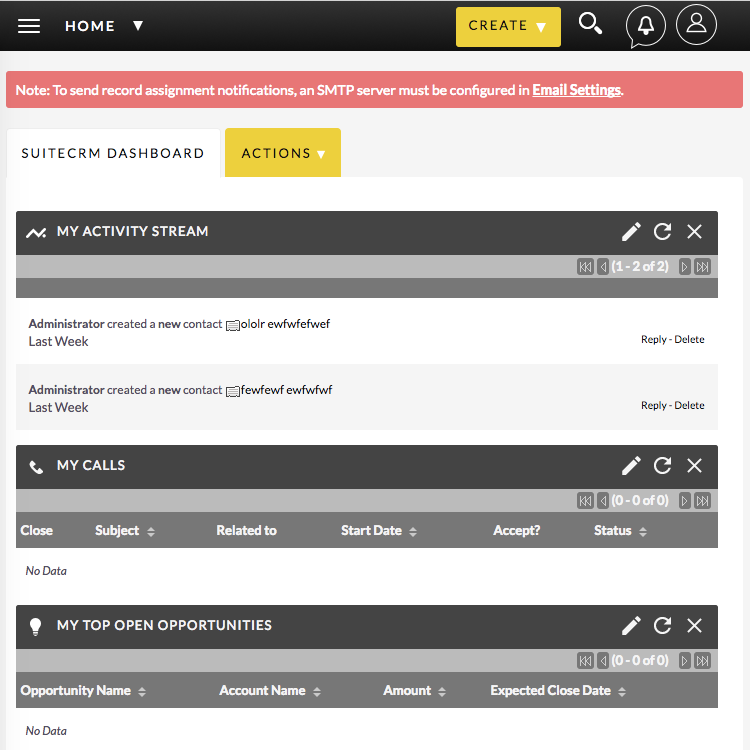 HOME
CREATE
Note: To send record assignment notifications, an SMTP server must be configured in Email Settings.
SUITECRM DASHBOARD
ACTIONS
MY ACTIVITY STREAM
(1 - 2 of 2)
Administrator created a new contact ololr ewfwfefwef
Last Week
Reply - Delete
Administrator created a new contact fewfewf ewfwfwf
Last Week
Reply - Delete
MY CALLS
(0 - 0 of 0)
Close Subject Related to Start Date Accept? Status
No Data
MY TOP OPEN OPPORTUNITIES
(0 - 0 of 0)
Opportunity Name Account Name Amount Expected Close Date
No Data